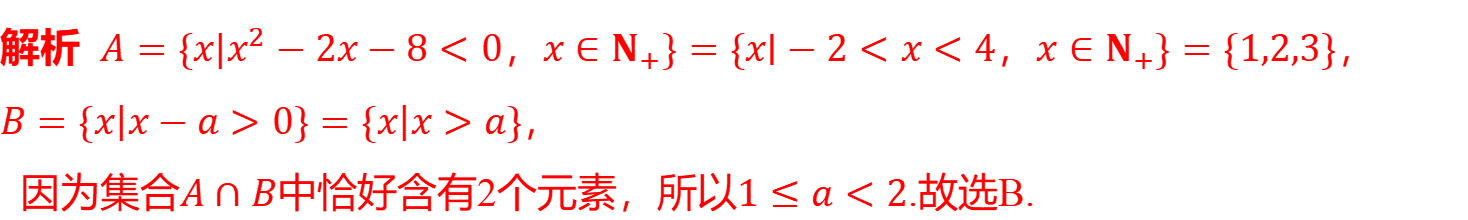 解析 A = {x|x² − 2x − 8 < 0，x ∈ N₊} = {x| − 2 < x < 4，x ∈ N₊} = {1,2,3}，
B = {x|x − a > 0} = {x|x > a}，
因为集合A ∩ B中恰好含有2个元素，所以1 ≤ a < 2.故选B.